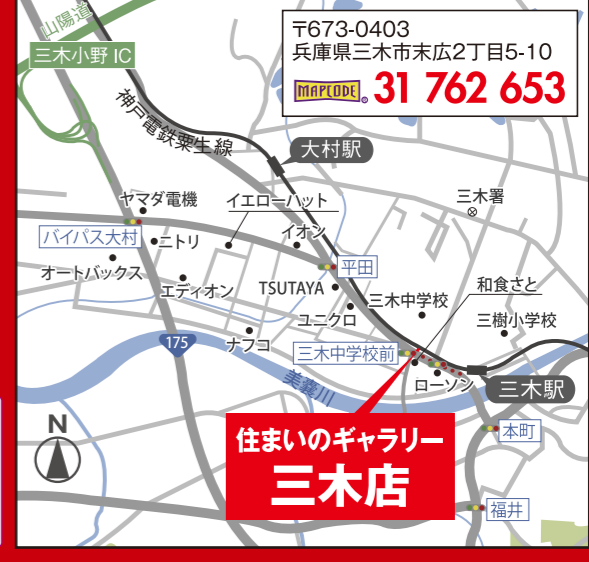 〒673-0403
兵庫県三木市末広2丁目5-10
MAPCODE 31 762 653
山陽道
三木小野 IC
神戸電鉄粟生線
大村駅
ヤマダ電機
イエローハット
三木署
バイパス大村
ニトリ
イオン
平田
オートバックス
エディオン
TSUTAYA
和食さと
三木中学校
ユニクロ
三樹小学校
175
ナフコ
三木中学校前
ローソン
三木駅
美嚢川
住まいのギャラリー
三木店
本町
福井
N